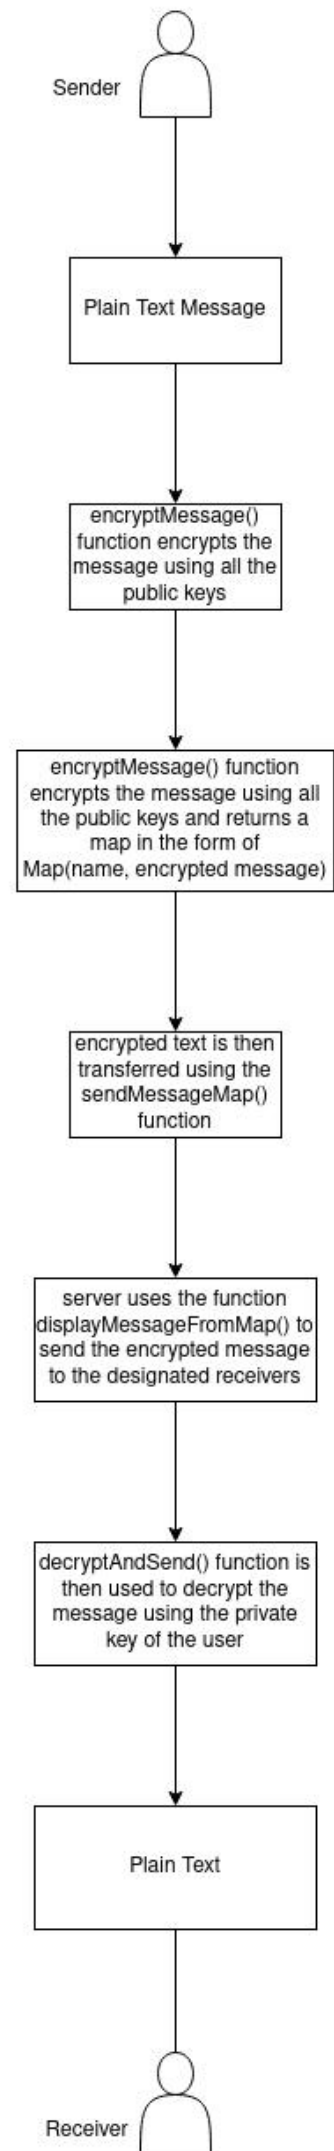 Sender
Plain Text Message
encryptMessage()
function encrypts the
message using all the
public keys
encryptMessage() function
encrypts the message using all
the public keys and returns a
map in the form of
Map(name, encrypted message)
encrypted text is then
transferred using the
sendMessageMap()
function
server uses the function
displayMessageFromMap() to
send the encrypted message
to the designated receivers
decryptAndSend() function is
then used to decrypt the
message using the private
key of the user
Plain Text
Receiver